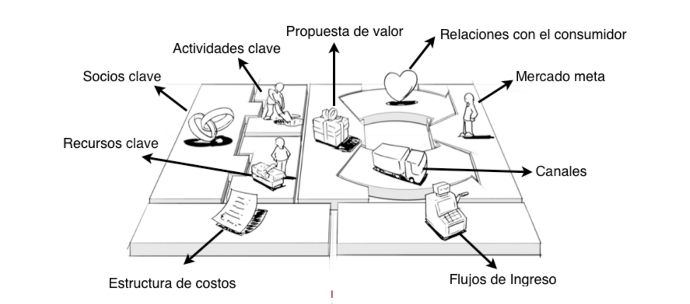 Propuesta de valor
Relaciones con el consumidor
Actividades clave
Socios clave
Mercado meta
Recursos clave
Canales
Estructura de costos
Flujos de Ingreso